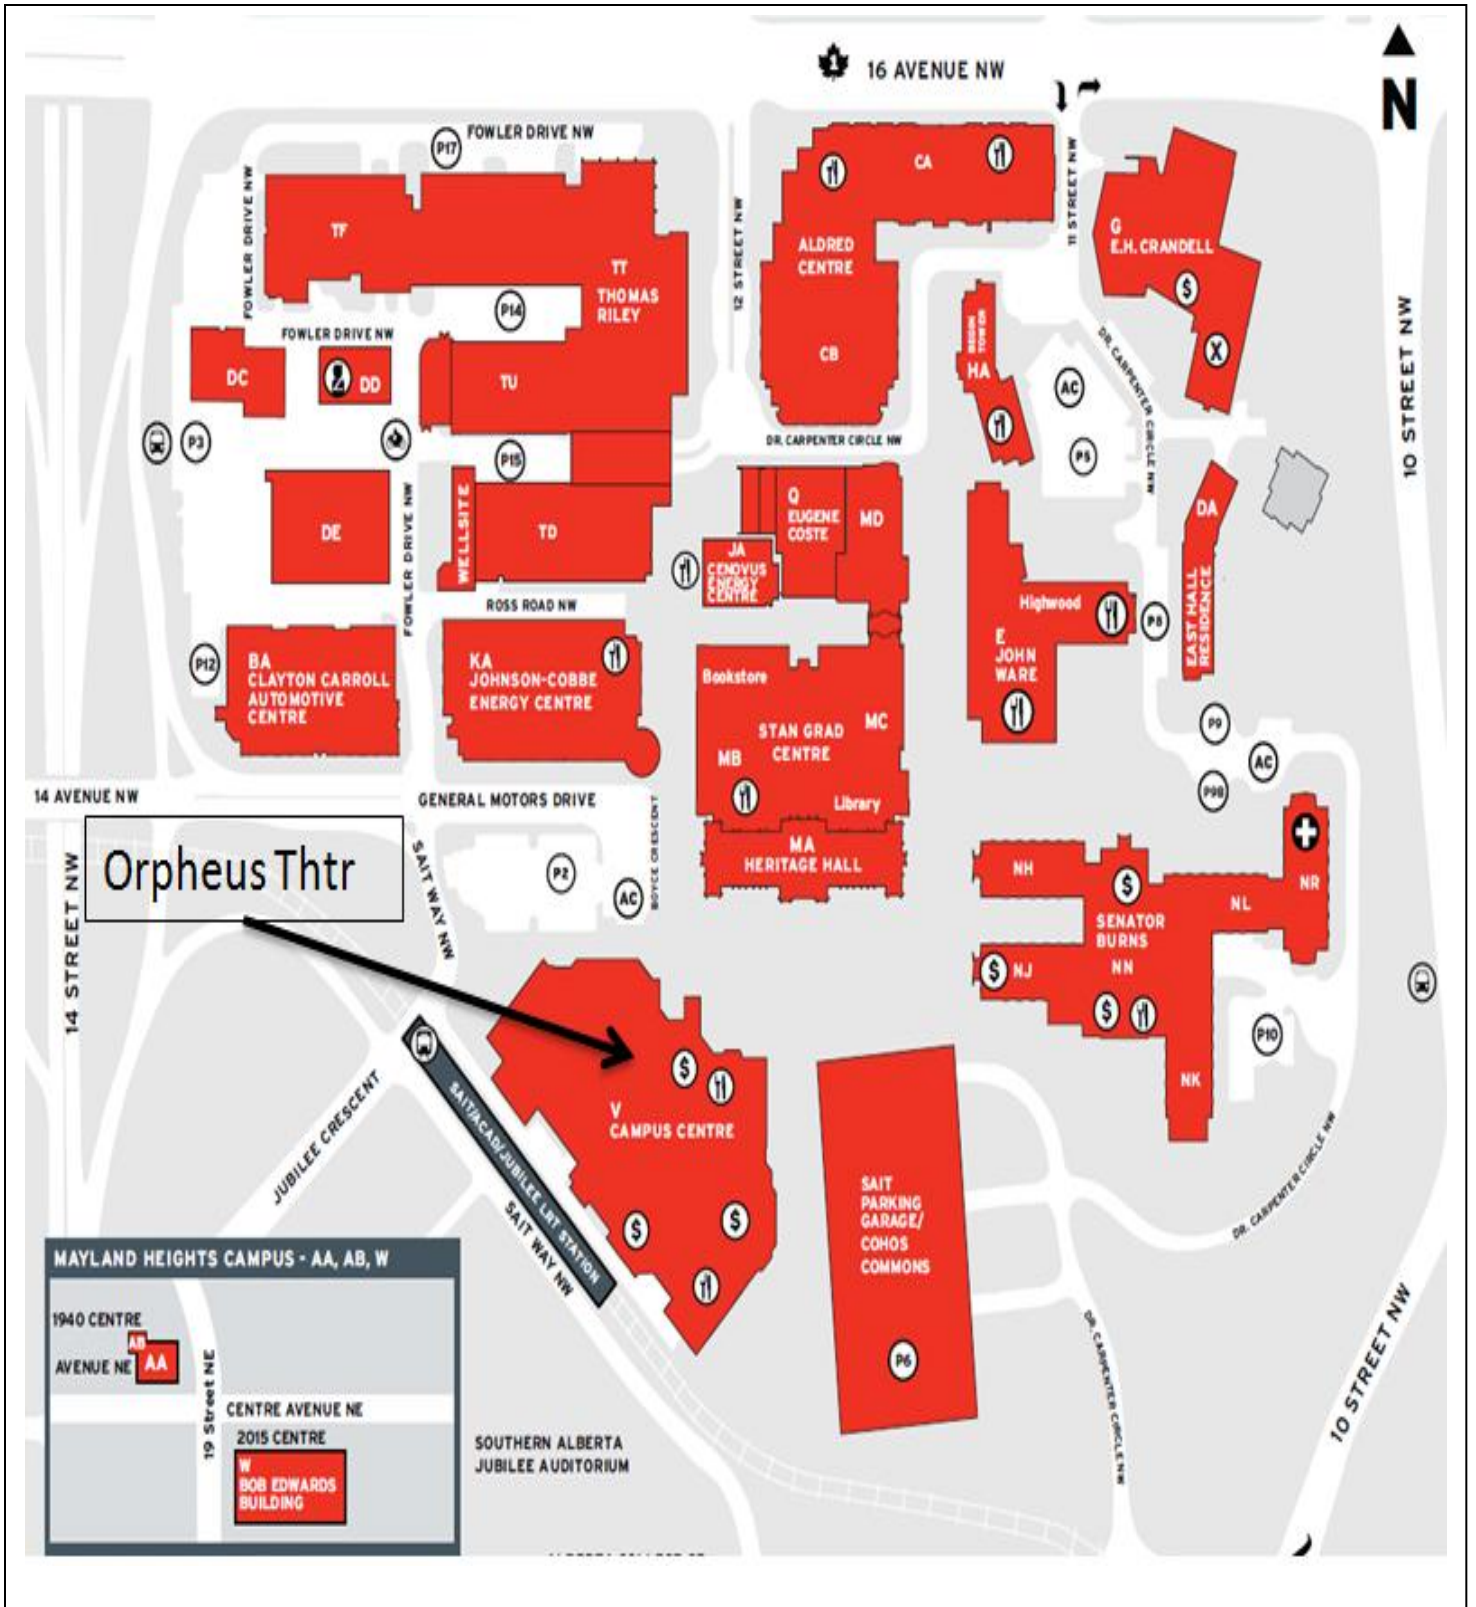 1
16 AVENUE NW
N
FOWLER DRIVE NW
P17
11 STREET NW
12 STREET NW
FOWLER DRIVE NW
CA
TF
G
E.H. CRANDELL
$
X
ALDRED
CENTRE
CB
TT
THOMAS
RILEY
P14
FOWLER DRIVE NW
DC
DD
TU
BEGIN
TOWER
HA
AC
P5
DR. CARPENTER CIRCLE NW
10 STREET NW
P3
P15
DR. CARPENTER CIRCLE NW
DE
FOWLER DRIVE NW
WELLSITE
TD
Q
EUGENE
COSTE
MD
JA
CENOVUS
ENERGY
CENTRE
DA
EAST HALL
RESIDENCE
ROSS ROAD NW
Highwood
P8
E
JOHN
WARE
P12
BA
CLAYTON CARROLL
AUTOMOTIVE
CENTRE
KA
JOHNSON-COBBE
ENERGY CENTRE
Bookstore
STAN GRAD
CENTRE
MC
MB
Library
MA
HERITAGE HALL
P9
AC
P9B
14 AVENUE NW
GENERAL MOTORS DRIVE
BOYCE CRESCENT
SAIT WAY NW
P2
AC
Orpheus Thtr
14 STREET NW
NH
$
SENATOR
BURNS
NN
NL
NR
$
NJ
$
NK
P10
$
V
CAMPUS CENTRE
$
$
SAIT/ACAD/JUBILEE LRT STATION
SAIT WAY NW
JUBILEE CRESCENT
SAIT
PARKING
GARAGE/
COHOS
COMMONS
P6
DR. CARPENTER CIRCLE NW
DR. CARPENTER CIRCLE NW
10 STREET NW
MAYLAND HEIGHTS CAMPUS - AA, AB, W
1940 CENTRE
AVENUE NE
AB
AA
19 Street NE
CENTRE AVENUE NE
2015 CENTRE
W
BOB EDWARDS
BUILDING
SOUTHERN ALBERTA
JUBILEE AUDITORIUM